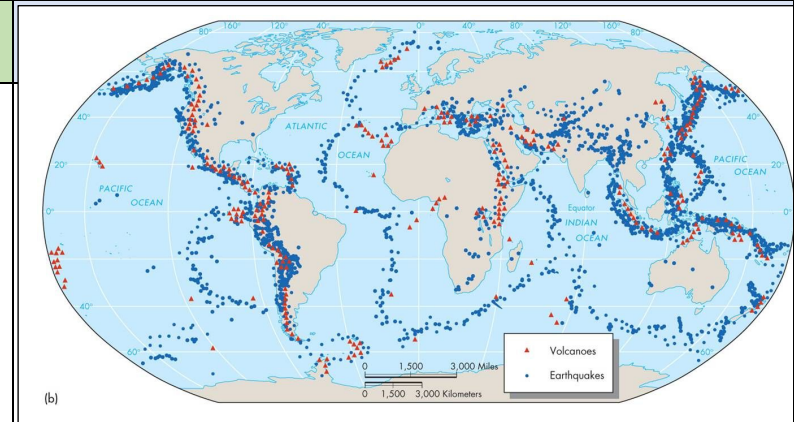 160° 120° 80° 40° 0° 40° 80° 120° 160°
80° 80°
40° ATLANTIC 40°
OCEAN PACIFIC
20° 20° OCEAN
PACIFIC
OCEAN
0° Equator 0°
INDIAN
OCEAN
40° 40°
60° 60°
Volcanoes
0 1,500 3,000 Miles
Earthquakes
0 1,500 3,000 Kilometers
(b)